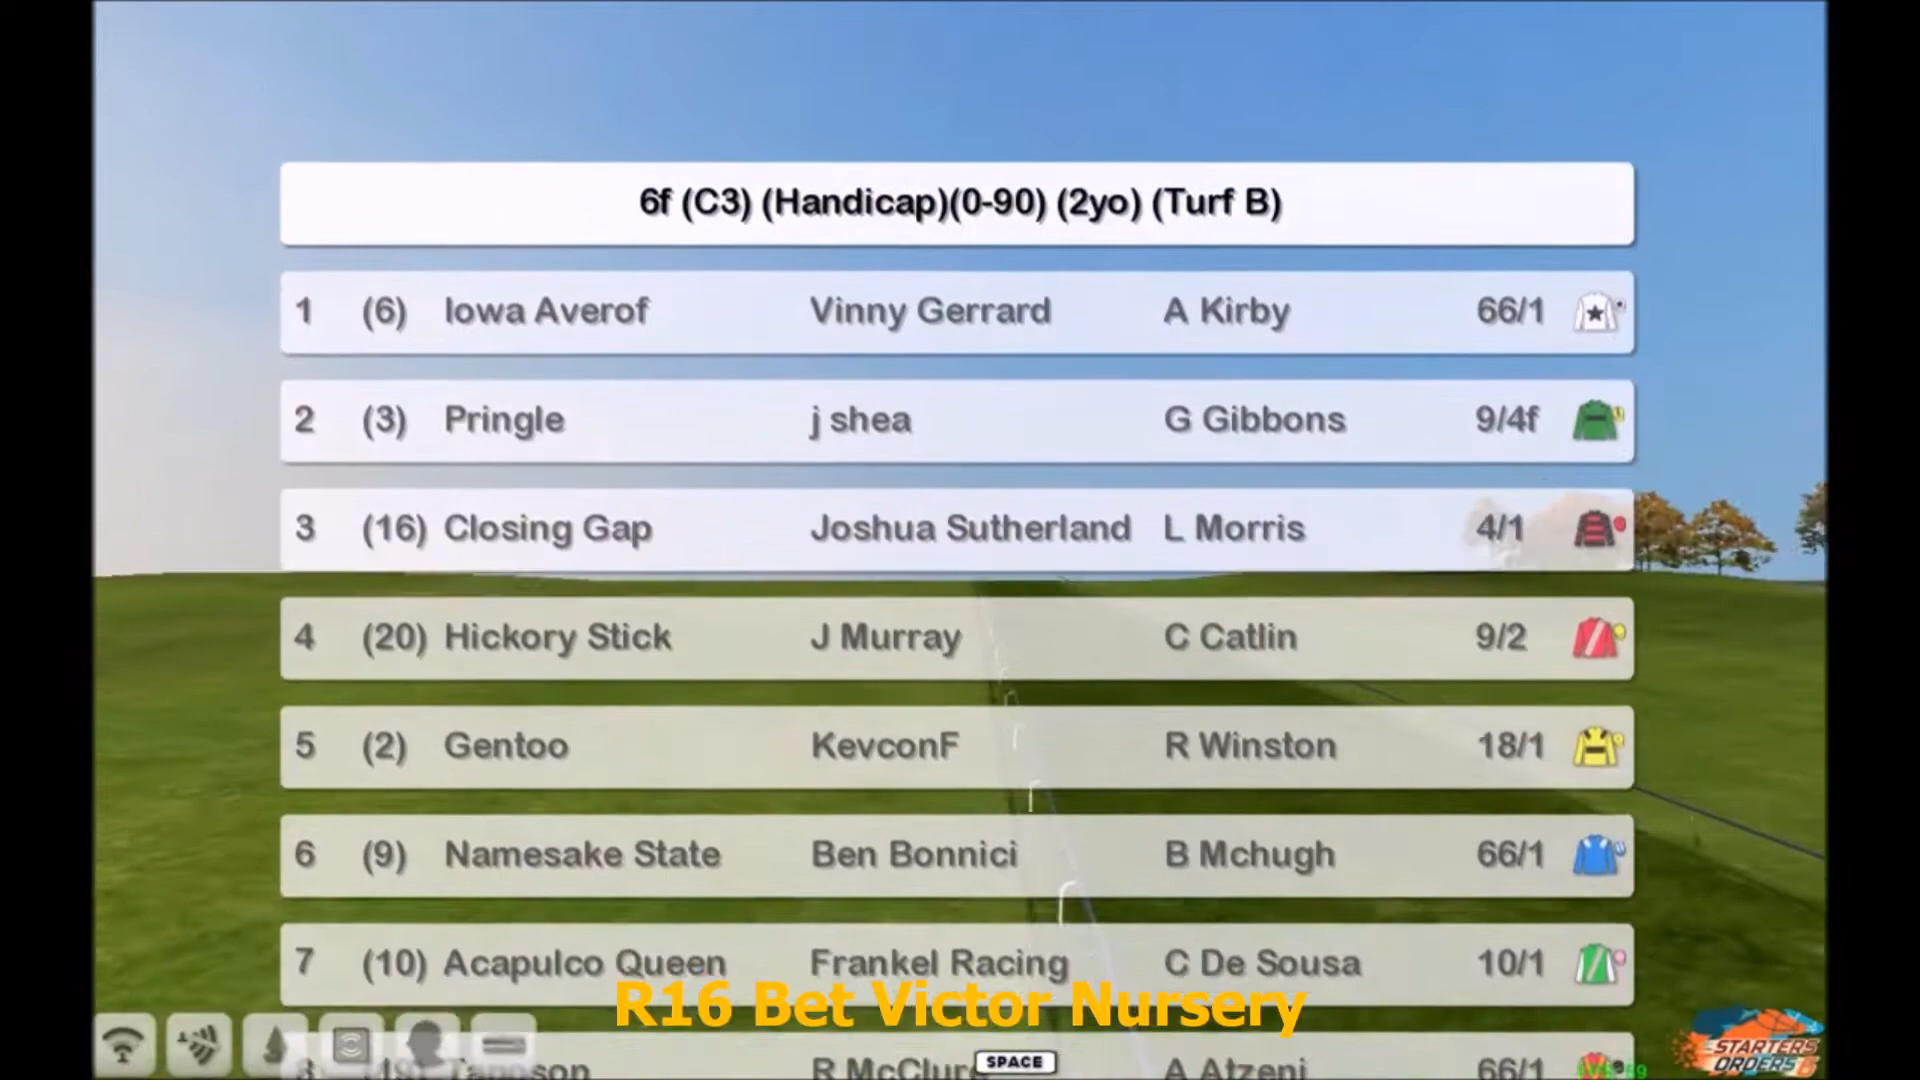 6f (C3) (Handicap)(0-90) (2yo) (Turf B)
1 (6) Iowa Averof Vinny Gerrard A Kirby 66/1
2 (3) Pringle j shea G Gibbons 9/4f
3 (16) Closing Gap Joshua Sutherland L Morris 4/1
4 (20) Hickory Stick J Murray C Catlin 9/2
5 (2) Gentoo KevconF R Winston 18/1
6 (9) Namesake State Ben Bonnici B Mchugh 66/1
7 (10) Acapulco Queen Frankel Racing C De Sousa 10/1
R16 Bet Victor Nursery
8 (19) R McClure A Atzeni 66/1
SPACE
STARTERS
ORDERS 6